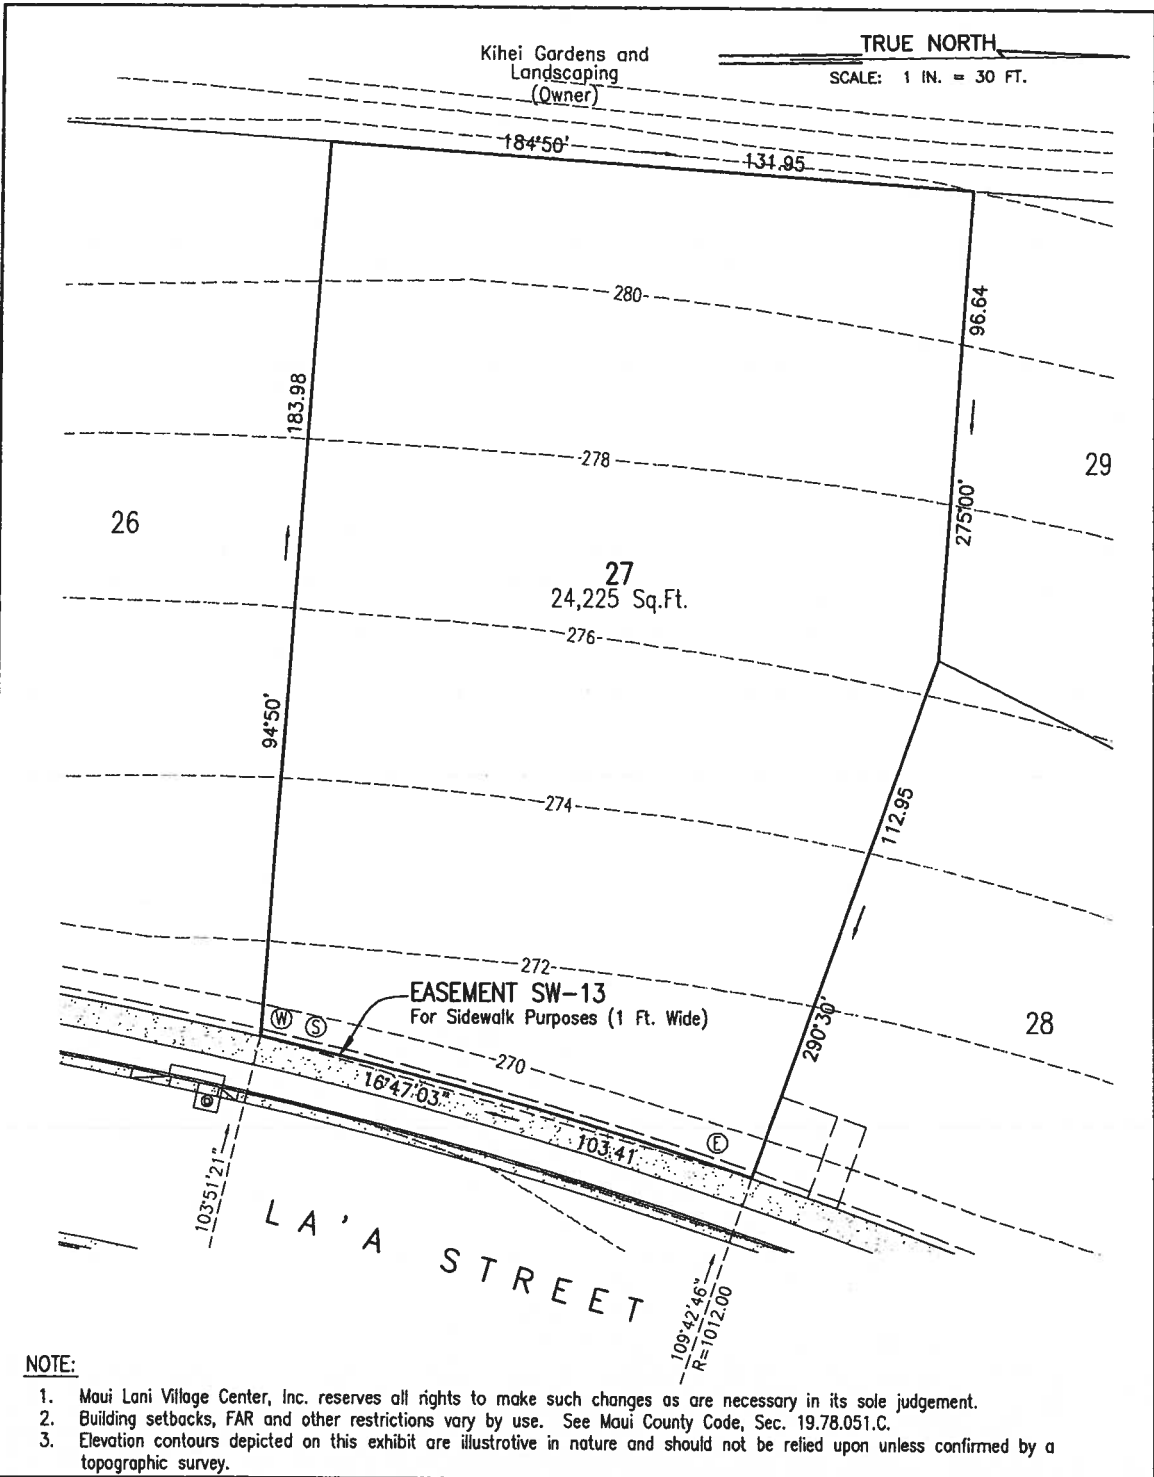 Kihei Gardens and
Landscaping
(Owner)
TRUE NORTH
SCALE: 1 IN. = 30 FT.
184°50'
131.95
280
96.64
183.98
278
29
275°00'
26
27
24,225 Sq.Ft.
276
94°50'
274
112.95
272
EASEMENT SW-13
For Sidewalk Purposes (1 Ft. Wide)
W S
290°30'
28
270
16°47'03"
E
103.41
103°51'21"
LA'A STREET
109°42'46"
R=1012.00
NOTE:
1. Maui Lani Village Center, Inc. reserves all rights to make such changes as are necessary in its sole judgement.
2. Building setbacks, FAR and other restrictions vary by use. See Maui County Code, Sec. 19.78.051.C.
3. Elevation contours depicted on this exhibit are illustrative in nature and should not be relied upon unless confirmed by a
topographic survey.